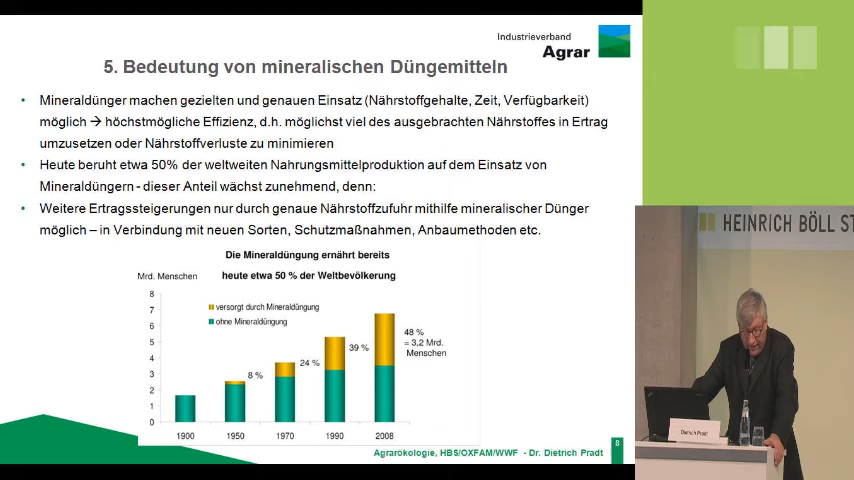 Industrieverband
Agrar
5. Bedeutung von mineralischen Düngemitteln
• Mineraldünger machen gezielten und genauen Einsatz (Nährstoffgehalte, Zeit, Verfügbarkeit)
möglich → höchstmögliche Effizienz, d.h. möglichst viel des ausgebrachten Nährstoffes in Ertrag
umzusetzen oder Nährstoffverluste zu minimieren
• Heute beruht etwa 50% der weltweiten Nahrungsmittelproduktion auf dem Einsatz von
Mineraldüngern - dieser Anteil wächst zunehmend, denn:
• Weitere Ertragssteigerungen nur durch genaue Nährstoffzufuhr mithilfe mineralischer Dünger
möglich – in Verbindung mit neuen Sorten, Schutzmaßnahmen, Anbaumethoden etc.
Die Mineraldüngung ernährt bereits
heute etwa 50 % der Weltbevölkerung
Mrd. Menschen
8
7
6
5
4
3
2
1
0
versorgt durch Mineraldüngung
ohne Mineraldüngung
8 %
24 %
39 %
48 %
= 3,2 Mrd.
Menschen
1900 1950 1970 1990 2008
Agrarökologie, HBS/OXFAM/WWF - Dr. Dietrich Pradt
8
HEINRICH BÖLL ST
Dietrich Pradt